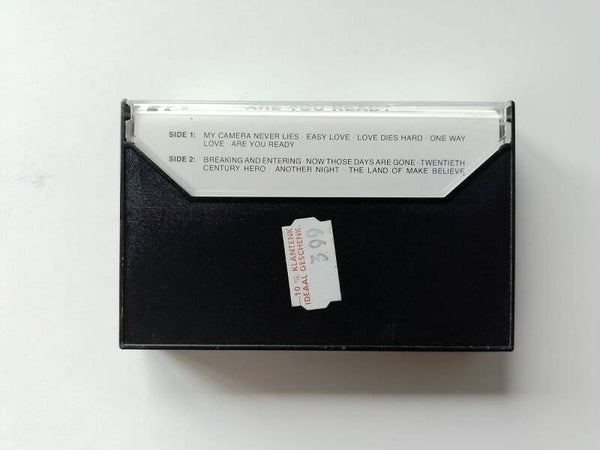 ARE YOU READY
SIDE 1: MY CAMERA NEVER LIES · EASY LOVE · LOVE DIES HARD · ONE WAY
LOVE · ARE YOU READY
SIDE 2: BREAKING AND ENTERING · NOW THOSE DAYS ARE GONE · TWENTIETH
CENTURY HERO · ANOTHER NIGHT · THE LAND OF MAKE BELIEVE
10 % KLANTENK
IDEAAL GESCHENK.
3.99